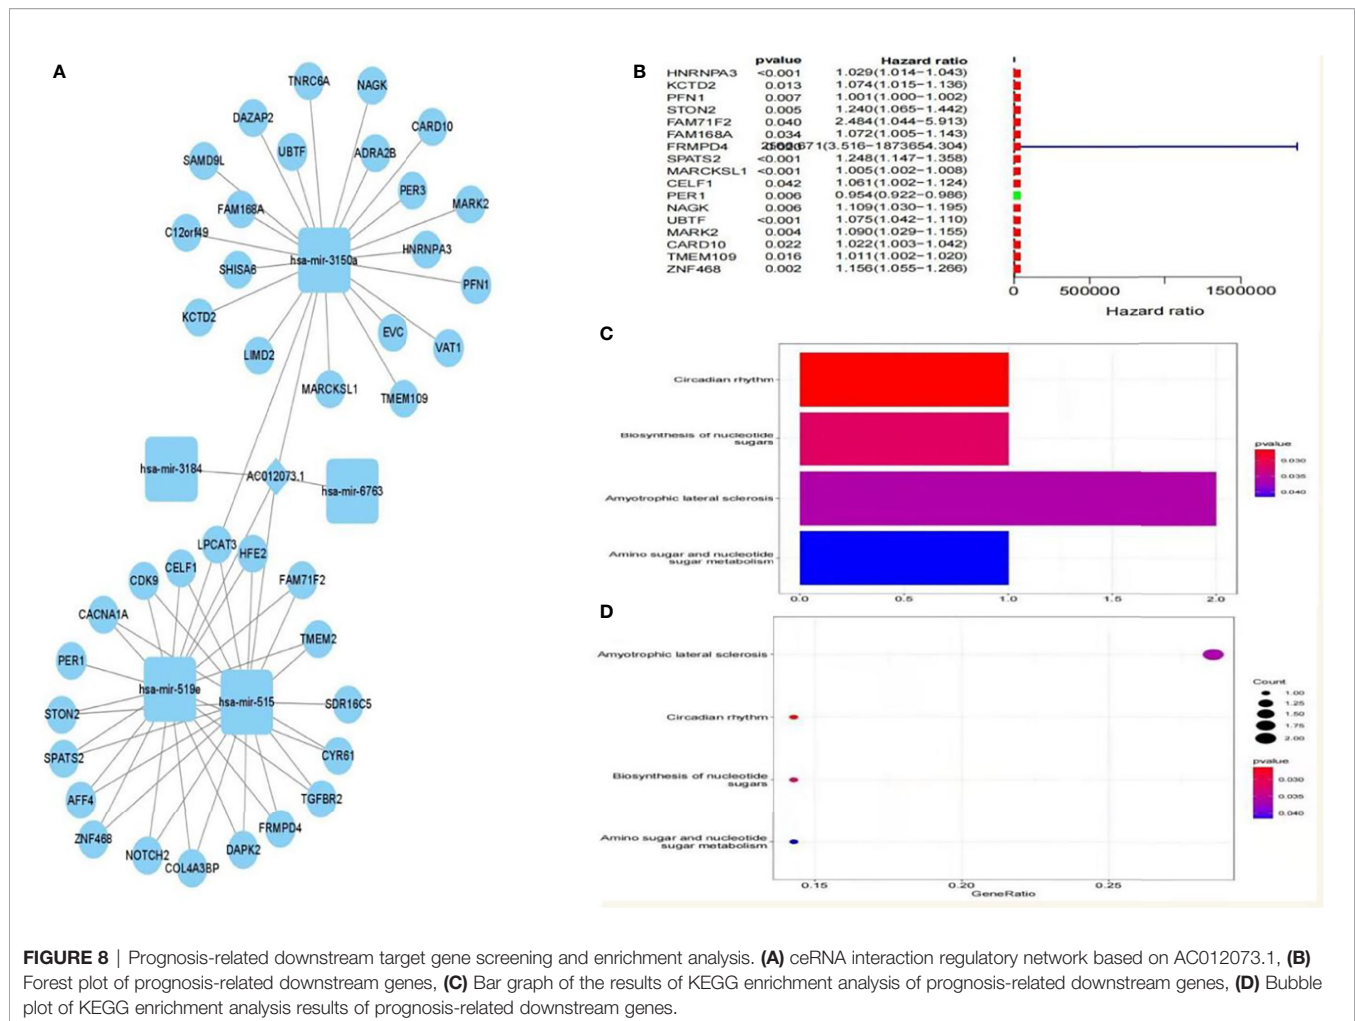 A
TNRC6A
NAGK
DAZAP2
CARD10
UBTF
ADRA2B
SAMD9L
PER3
MARK2
FAM168A
C12orf49
HNRNPA3
hsa-mir-3150a
SHISA6
PFN1
KCTD2
EVC
VAT1
LIMD2
MARCKSL1
TMEM109
hsa-mir-3184
AC012073.1
hsa-mir-6763
LPCAT3
HFE2
CELF1
CDK9
FAM71F2
CACNA1A
TMEM2
PER1
hsa-mir-519e
hsa-mir-515
SDR16C5
STON2
SPATS2
CYR61
AFF4
TGFBR2
ZNF468
FRMPD4
NOTCH2
DAPK2
COL4A3BP
B
pvalue Hazard ratio
HNRNPA3 <0.001 1.029(1.014−1.043)
KCTD2 0.013 1.074(1.015−1.136)
PFN1 0.007 1.001(1.000−1.002)
STON2 0.005 1.240(1.065−1.442)
FAM71F2 0.040 2.484(1.044−5.913)
FAM168A 0.034 1.072(1.005−1.143)
FRMPD4 671(3.516−1873654.304)
SPATS2 <0.001 1.248(1.147−1.358)
MARCKSL1 <0.001 1.005(1.002−1.008)
CELF1 0.042 1.061(1.002−1.124)
PER1 0.006 0.954(0.922−0.986)
NAGK 0.006 1.109(1.030−1.195)
UBTF <0.001 1.075(1.042−1.110)
MARK2 0.004 1.090(1.029−1.155)
CARD10 0.022 1.022(1.003−1.042)
TMEM109 0.016 1.011(1.002−1.020)
ZNF468 0.002 1.156(1.055−1.266)
0 500000 1500000
Hazard ratio
C
Circadian rhythm
Biosynthesis of nucleotide
sugars
Amyotrophic lateral sclerosis
Amino sugar and nucleotide
sugar metabolism
0.0 0.5 1.0 1.5 2.0
pvalue
0.030
0.035
0.040
D
Amyotrophic lateral sclerosis
Circadian rhythm
Biosynthesis of nucleotide
sugars
Amino sugar and nucleotide
sugar metabolism
0.15 0.20 0.25
GeneRatio
Count
1.00
1.25
1.50
1.75
2.00
pvalue
0.030
0.035
0.040
FIGURE 8 | Prognosis-related downstream target gene screening and enrichment analysis. (A) ceRNA interaction regulatory network based on AC012073.1, (B)
Forest plot of prognosis-related downstream genes, (C) Bar graph of the results of KEGG enrichment analysis of prognosis-related downstream genes, (D) Bubble
plot of KEGG enrichment analysis results of prognosis-related downstream genes.